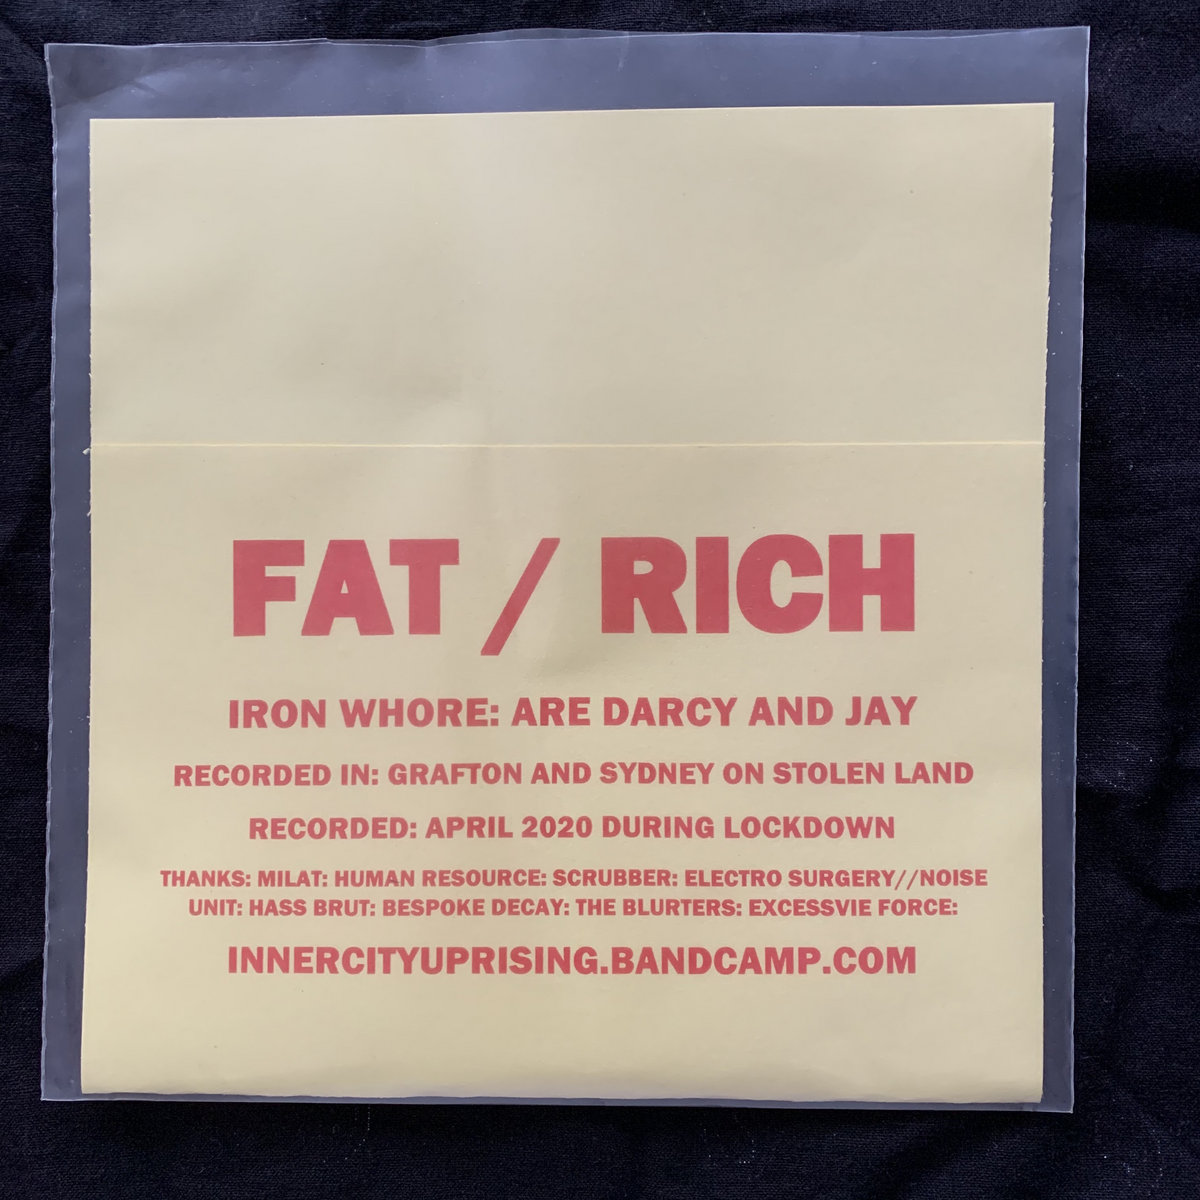 FAT / RICH
IRON WHORE: ARE DARCY AND JAY
RECORDED IN: GRAFTON AND SYDNEY ON STOLEN LAND
RECORDED: APRIL 2020 DURING LOCKDOWN
THANKS: MILAT: HUMAN RESOURCE: SCRUBBER: ELECTRO SURGERY//NOISE
UNIT: HASS BRUT: BESPOKE DECAY: THE BLURTERS: EXCESSVIE FORCE:
INNERCITYUPRISING.BANDCAMP.COM